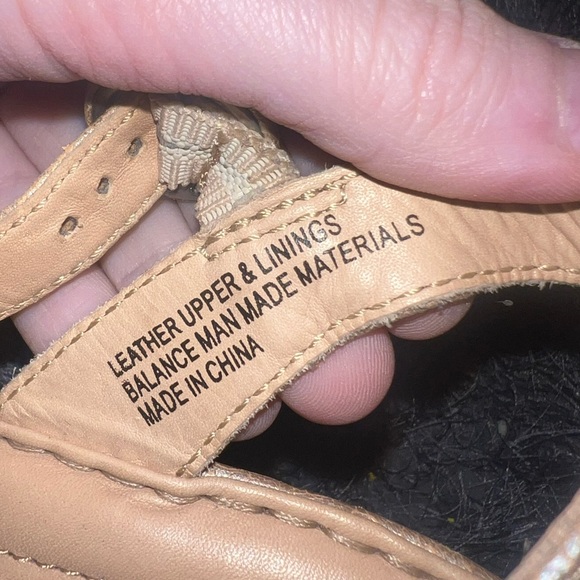 LEATHER UPPER & LININGS
BALANCE MAN MADE MATERIALS
MADE IN CHINA